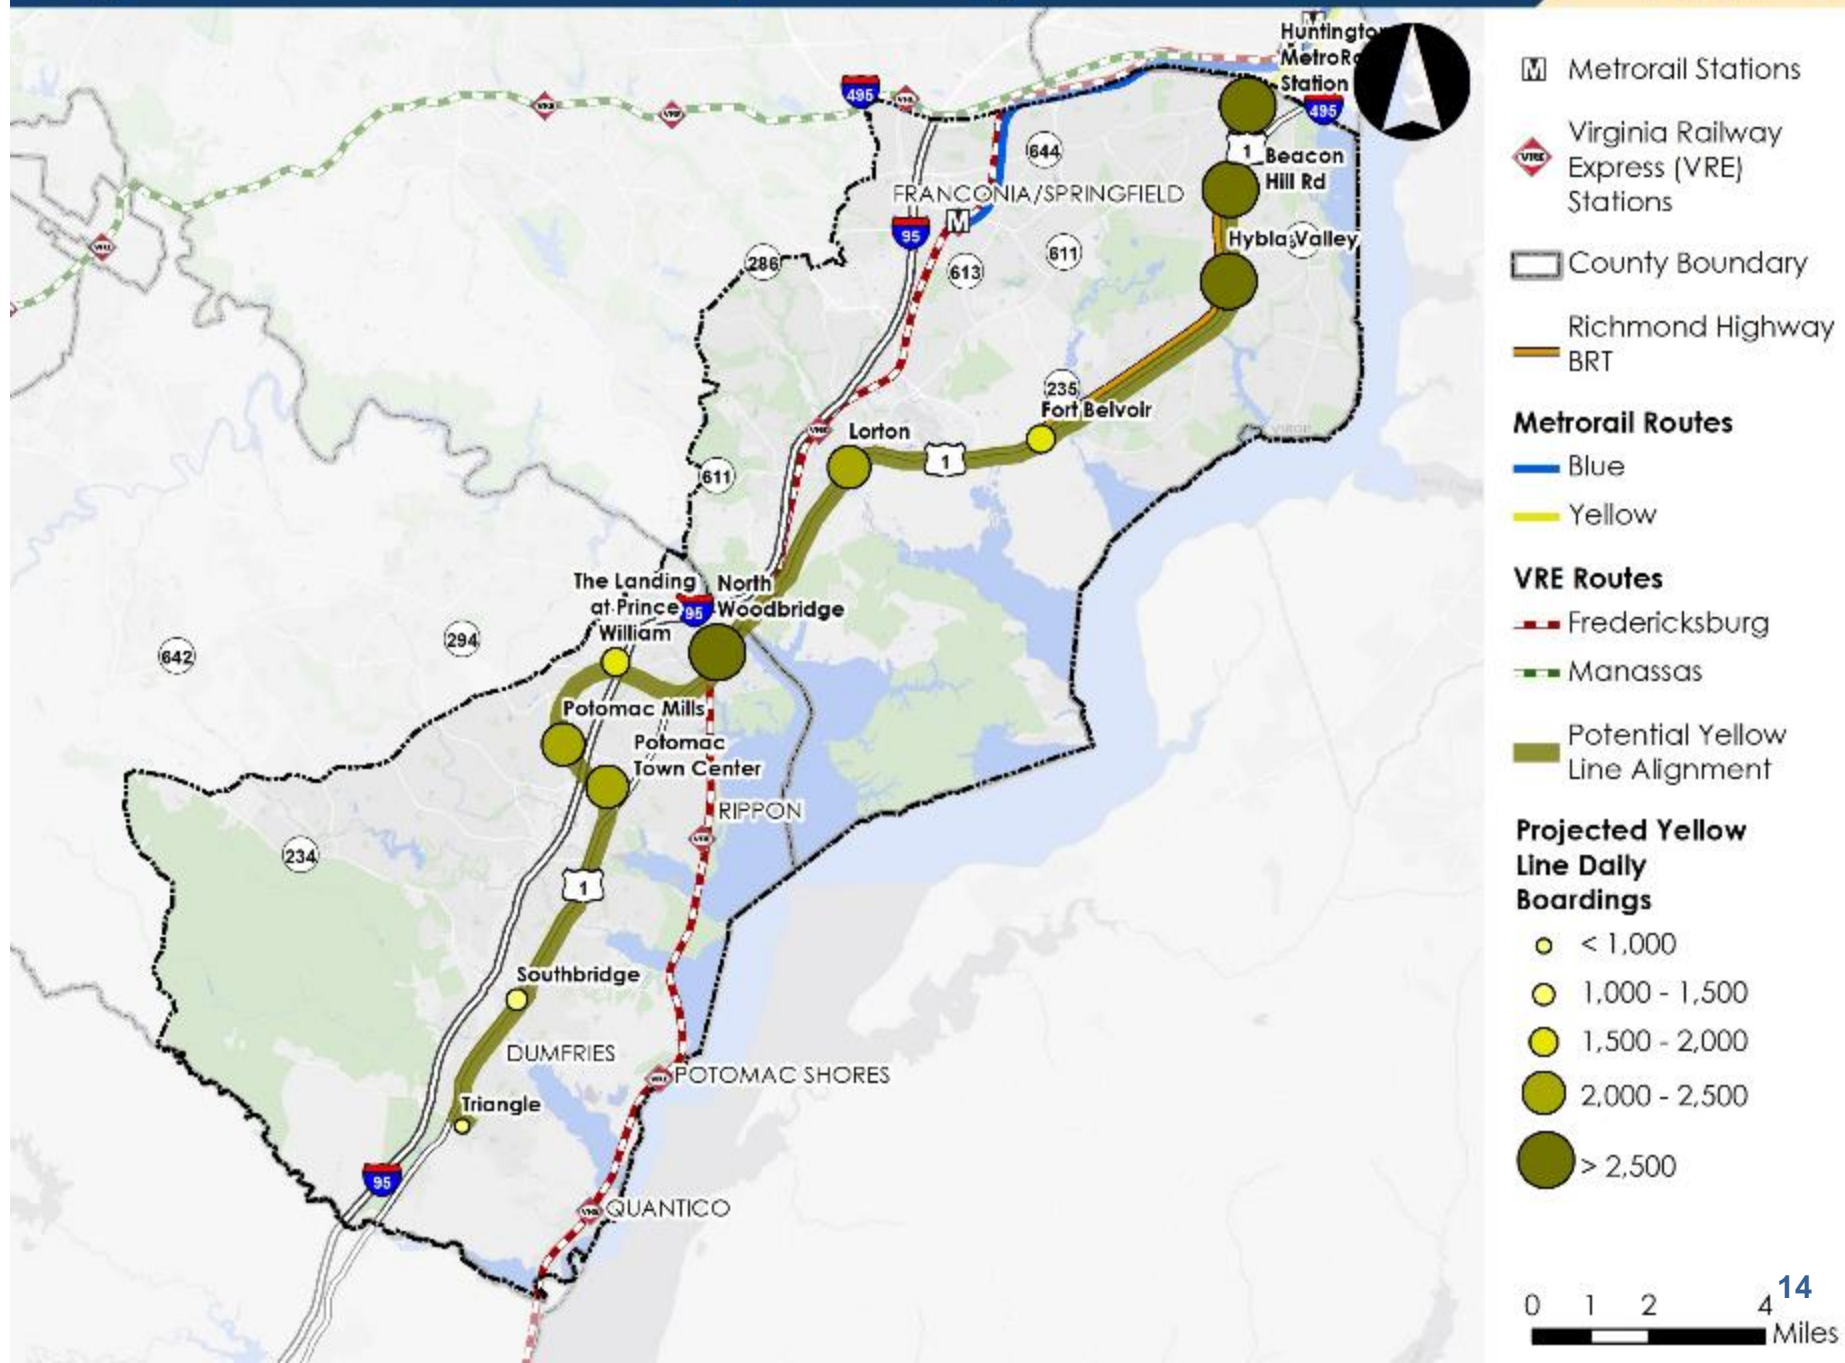 Huntingto
MetroRa
Station
495
495
1
Beacon
Hill Rd
644
FRANCONIA/SPRINGFIELD
M
95
Hybla Valley
286
613
611
235
Fort Belvoir
Lorton
1
611
The Landing
at Prince
William
95
North
Woodbridge
294
642
Potomac Mills
Potomac
Town Center
RIPPON
234
1
Southbridge
DUMFRIES
POTOMAC SHORES
Triangle
95
QUANTICO
M Metrorail Stations
VRE Virginia Railway
Express (VRE)
Stations
County Boundary
Richmond Highway
BRT
Metrorail Routes
Blue
Yellow
VRE Routes
Fredericksburg
Manassas
Potential Yellow
Line Alignment
Projected Yellow
Line Daily
Boardings
< 1,000
1,000 - 1,500
1,500 - 2,000
2,000 - 2,500
> 2,500
14
0 1 2 4
Miles